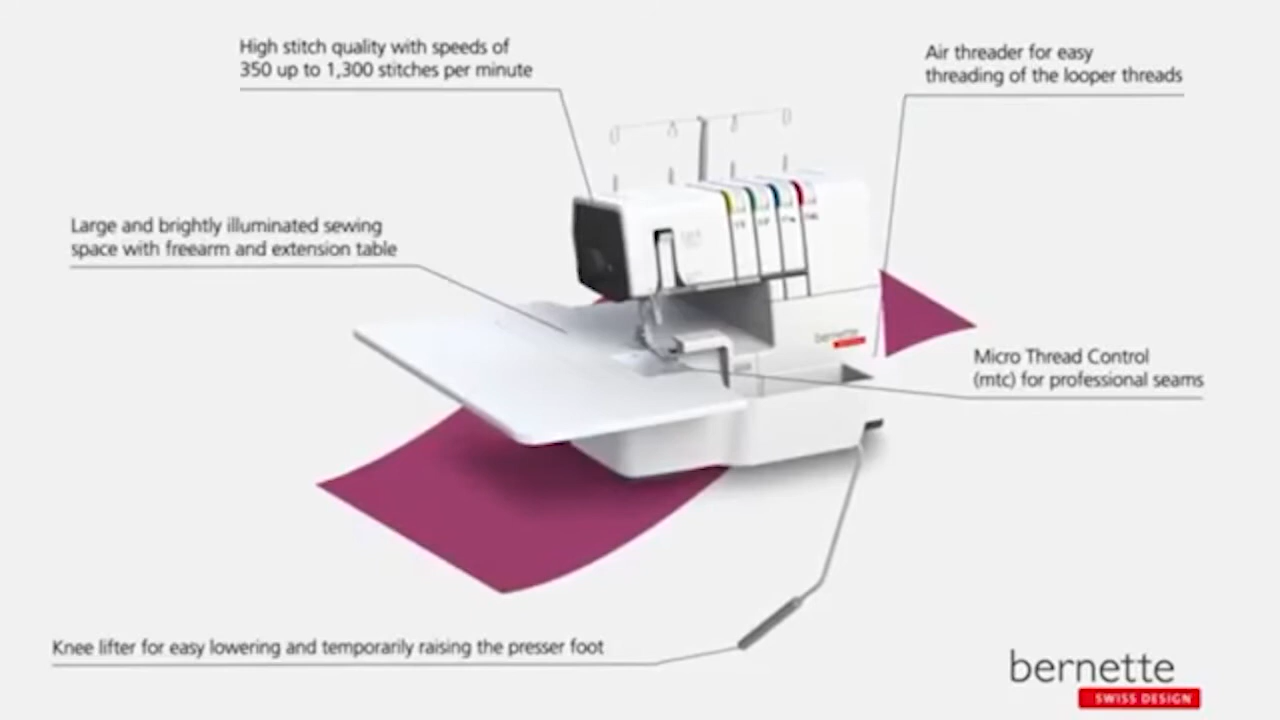 High stitch quality with speeds of
350 up to 1,300 stitches per minute
Air threader for easy
threading of the looper threads
Large and brightly illuminated sewing
space with freearm and extension table
bernette
Micro Thread Control
(mtc) for professional seams
Knee lifter for easy lowering and temporarily raising the presser foot
bernette
SWISS DESIGN